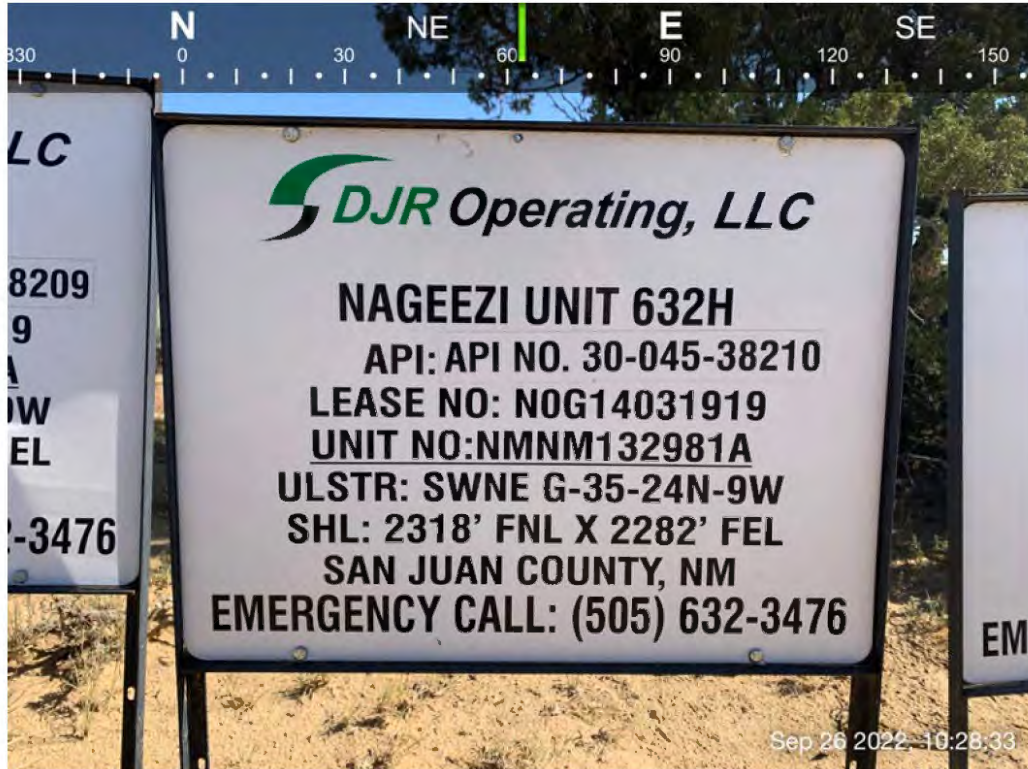 N NE E SE
330 0 30 60 90 120 150
LC
8209
9
A
W
EL
-3476
DJR Operating, LLC
NAGEEZI UNIT 632H
API: API NO. 30-045-38210
LEASE NO: N0G14031919
UNIT NO:NMNM132981A
ULSTR: SWNE G-35-24N-9W
SHL: 2318' FNL X 2282' FEL
SAN JUAN COUNTY, NM
EMERGENCY CALL: (505) 632-3476
EM
Sep 26 2022, 10:28:33